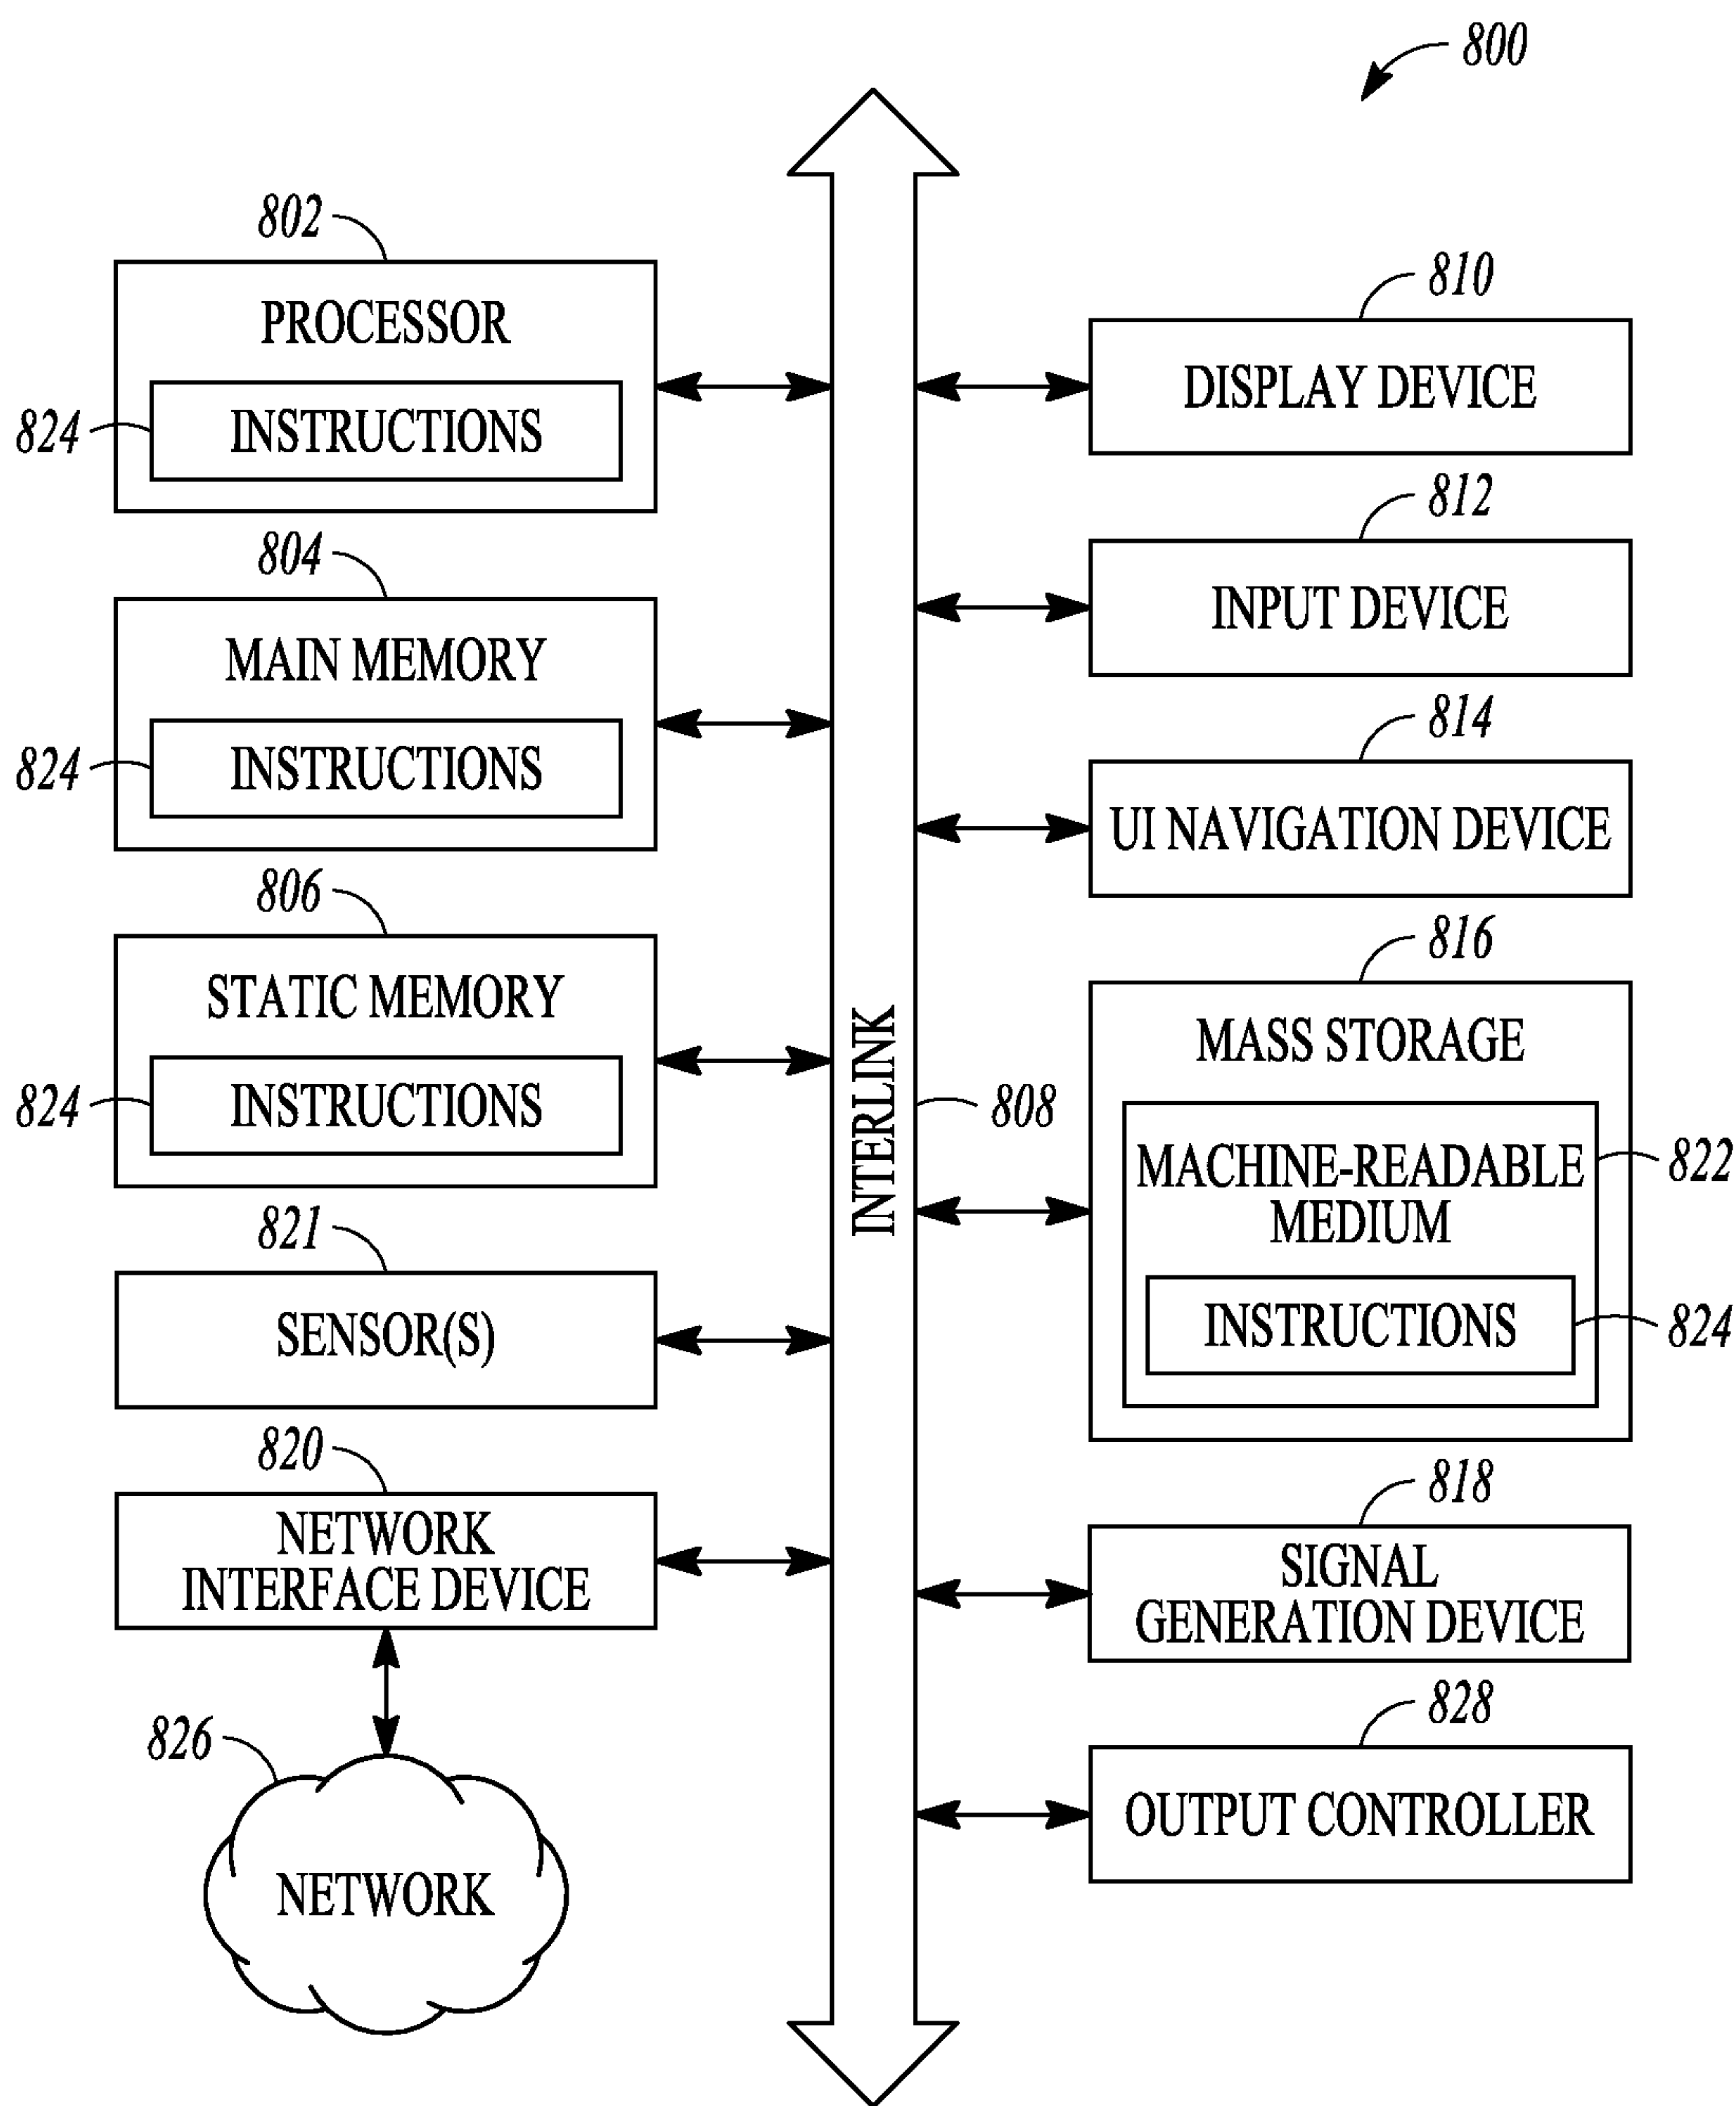 800
802
PROCESSOR
824
INSTRUCTIONS
804
MAIN MEMORY
824
INSTRUCTIONS
806
STATIC MEMORY
824
INSTRUCTIONS
821
SENSOR(S)
820
NETWORK
INTERFACE DEVICE
826
NETWORK
INTERLINK
808
810
DISPLAY DEVICE
812
INPUT DEVICE
814
UI NAVIGATION DEVICE
816
MASS STORAGE
MACHINE-READABLE
MEDIUM
822
INSTRUCTIONS
824
818
SIGNAL
GENERATION DEVICE
828
OUTPUT CONTROLLER